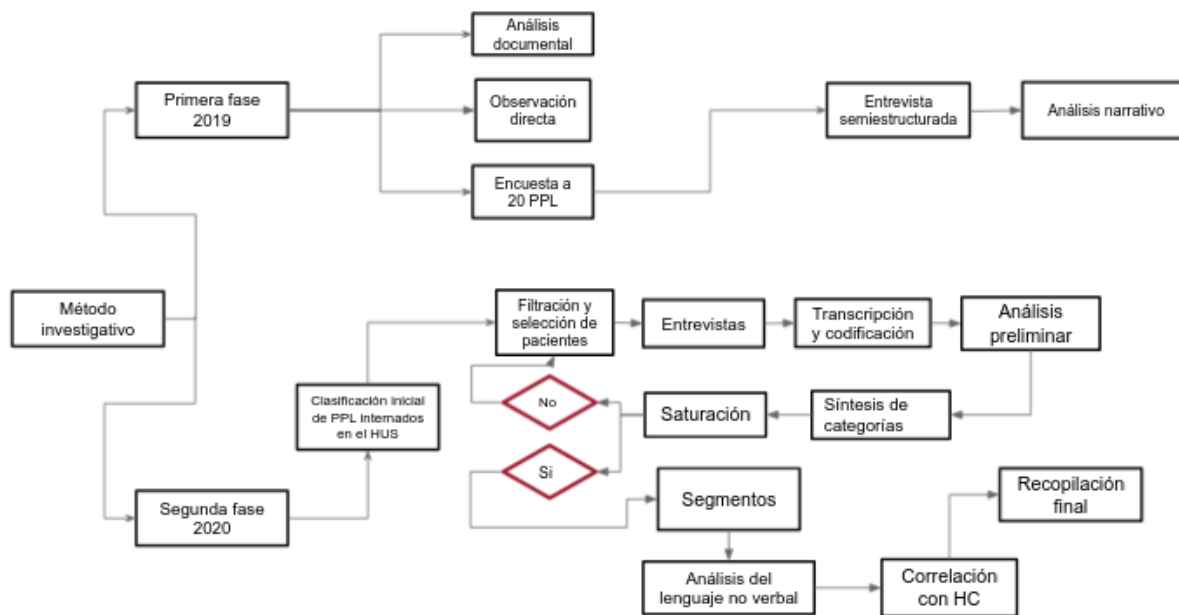 Análisis
documental
Primera fase
2019
Observación
directa
Encuesta a
20 PPL
Entrevista
semiestructurada
Análisis narrativo
Método
investigativo
Filtración y
selección de
pacientes
Entrevistas
Transcripción
y codificación
Análisis
preliminar
Clasificación inicial
de PPL internados
en el HUS
No
Saturación
Síntesis de
categorías
Si
Segunda fase
2020
Segmentos
Recopilación
final
Análisis del
lenguaje no verbal
Correlación
con HC